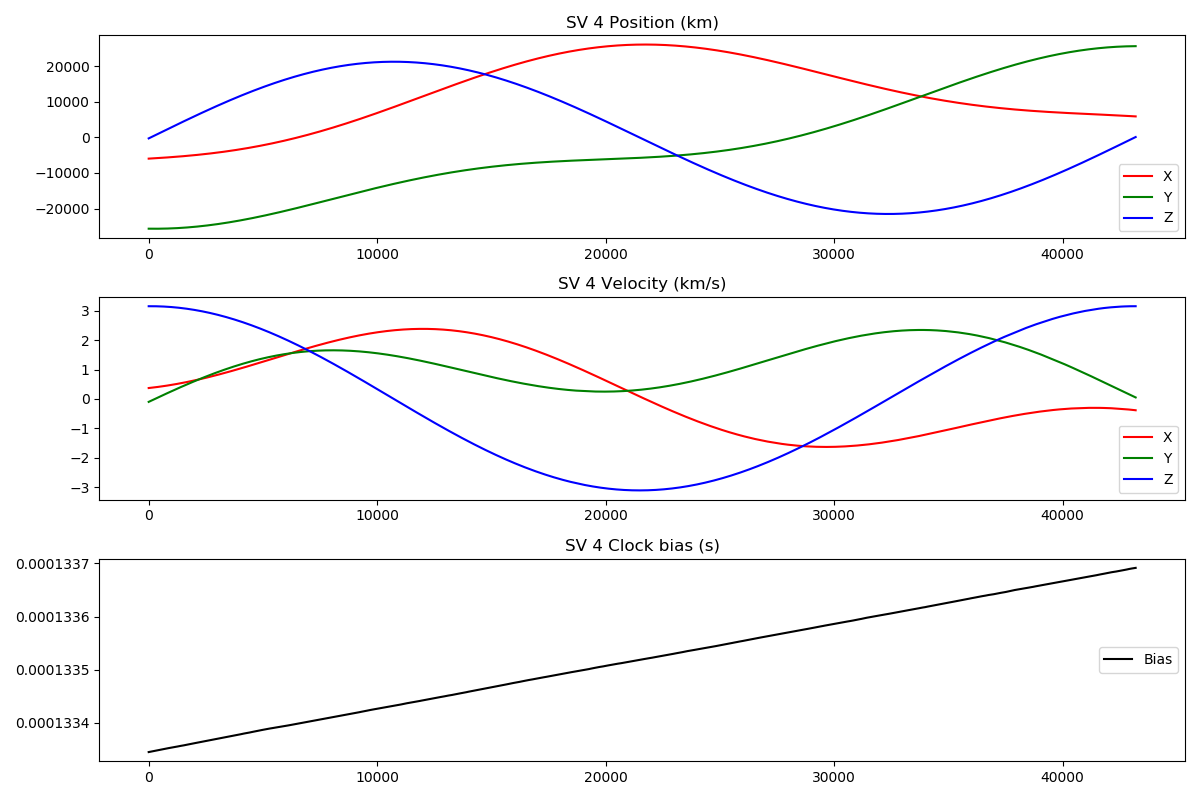 SV 4 Position (km)
20000
10000
0
−10000
−20000
X
Y
Z
0 10000 20000 30000 40000
SV 4 Velocity (km/s)
3
2
1
0
−1
−2
−3
X
Y
Z
0 10000 20000 30000 40000
SV 4 Clock bias (s)
0.0001337
0.0001336
0.0001335
0.0001334
Bias
0 10000 20000 30000 40000